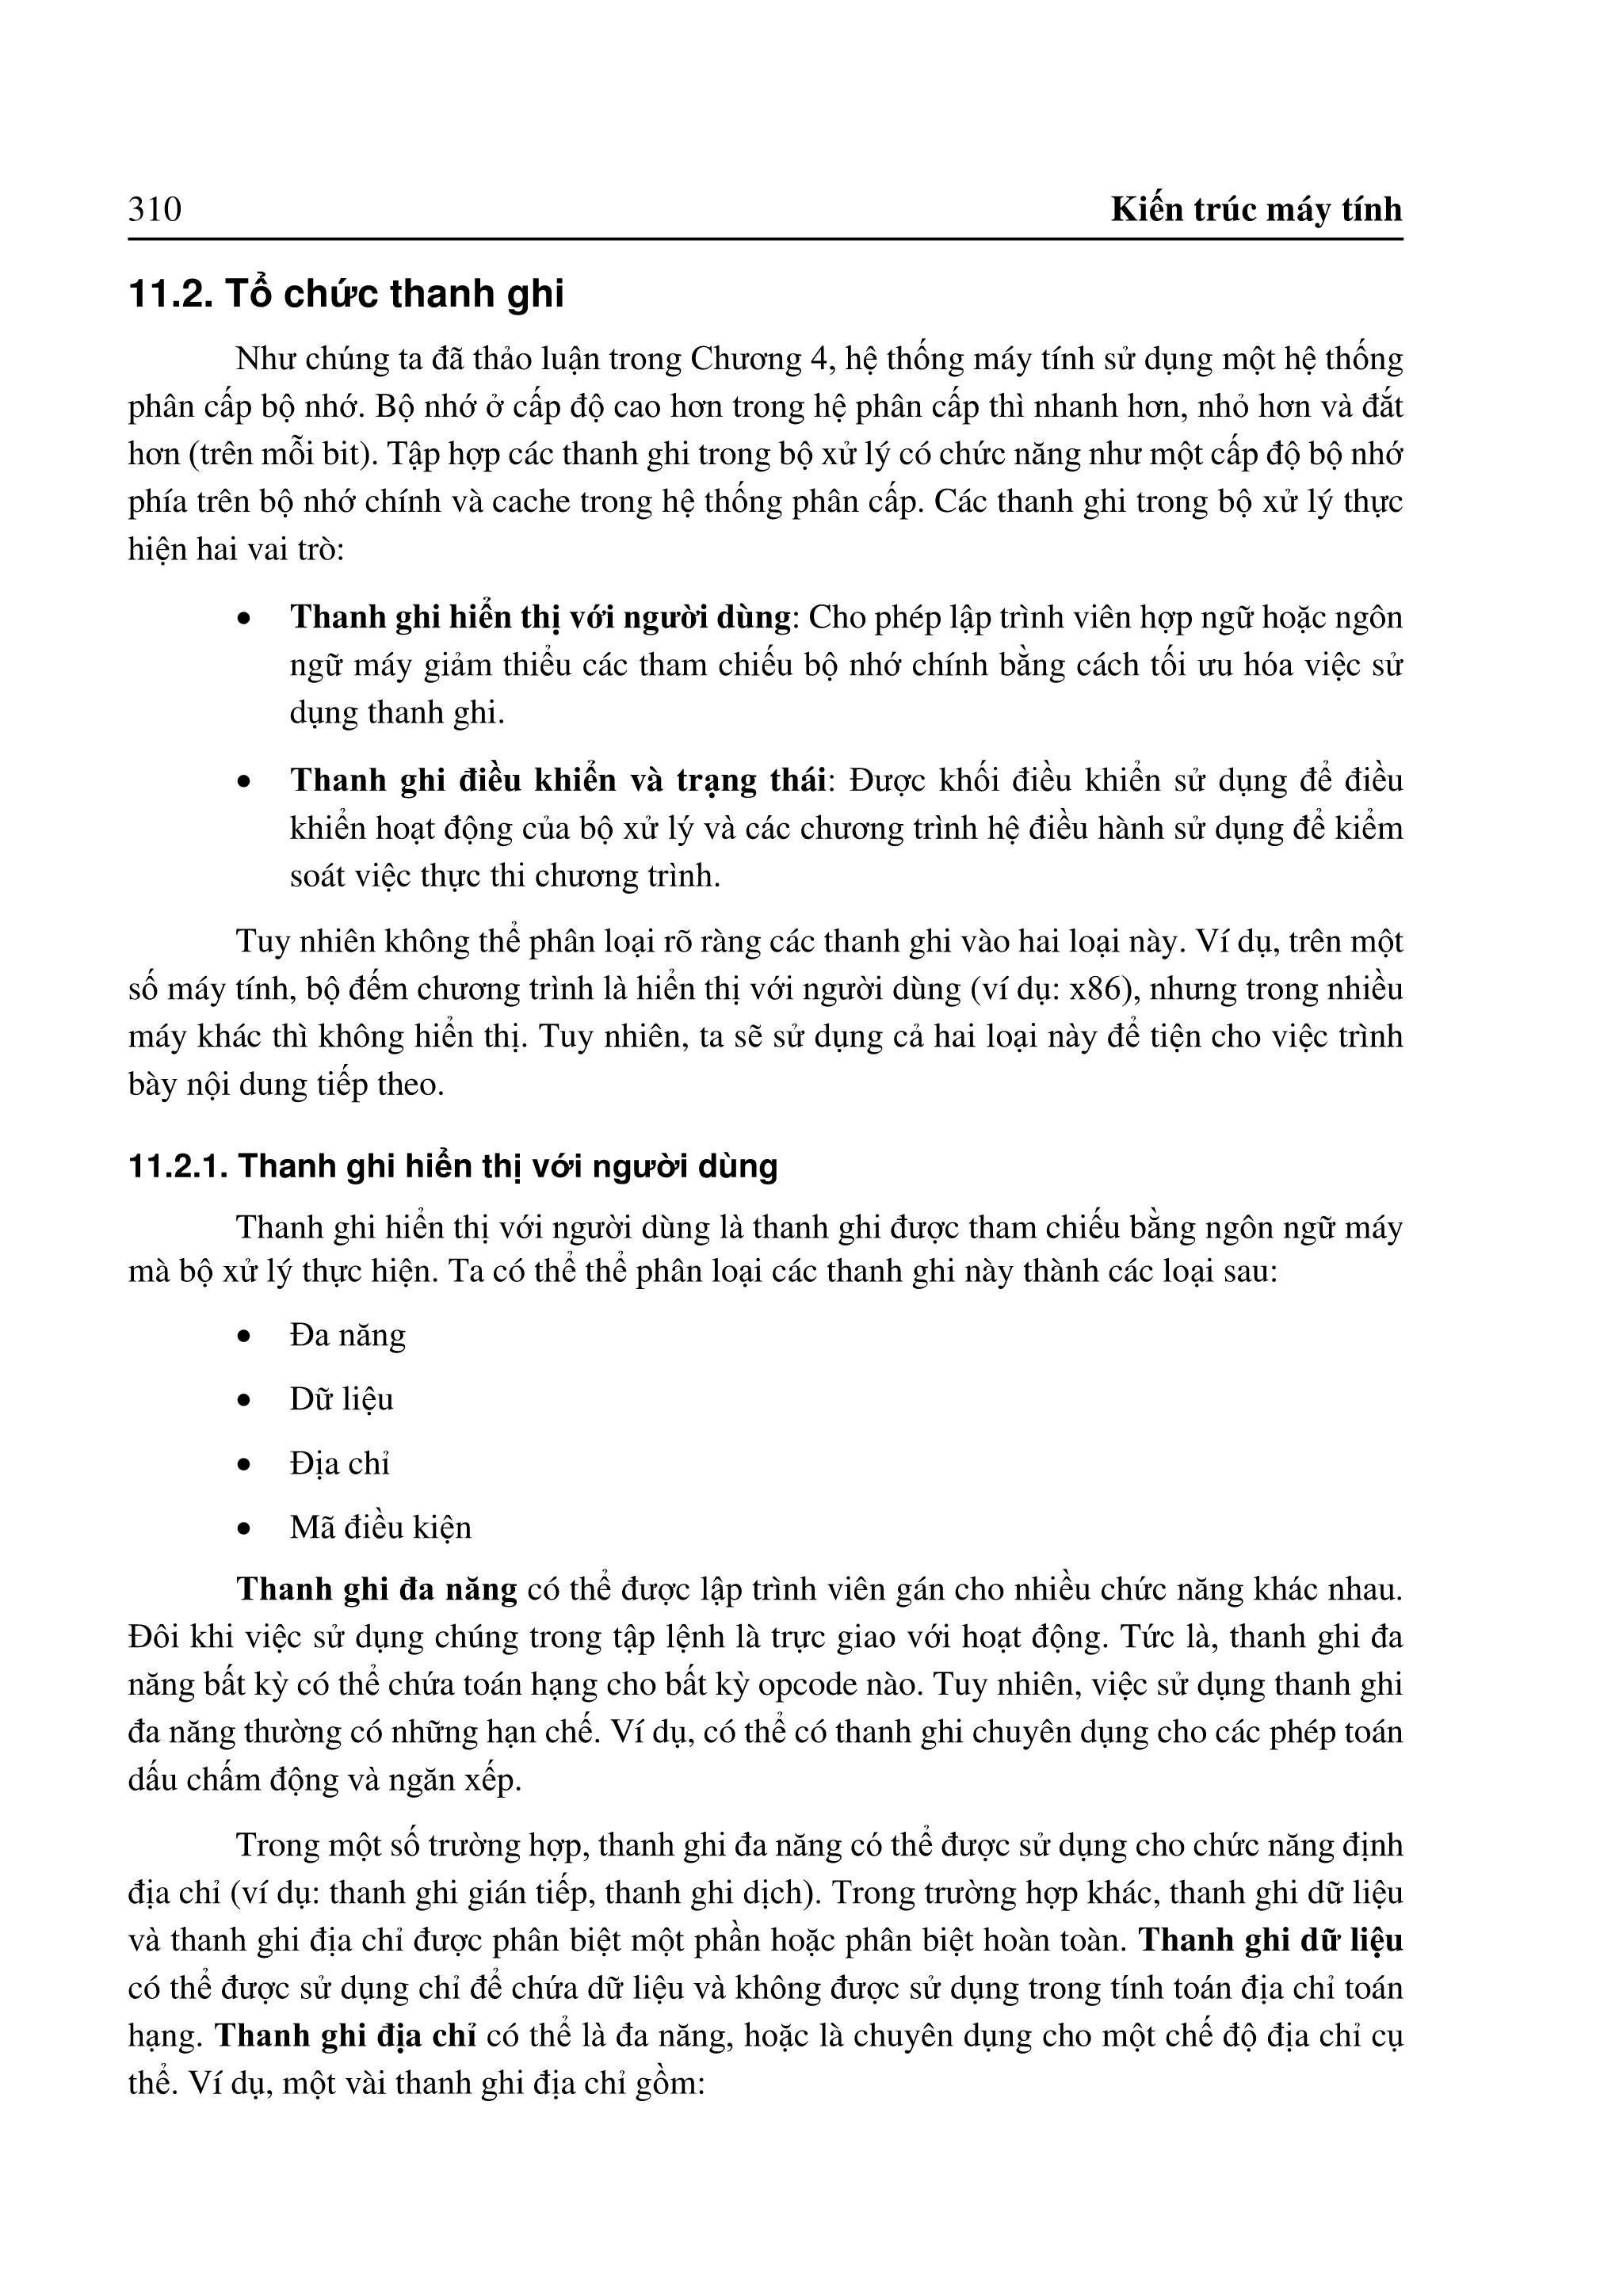 310
Kiến trúc máy tính
11.2. Tổ chức thanh ghi
Như chúng ta đã thảo luận trong Chương 4, hệ thống máy tính sử dụng một hệ thống
phân cấp bộ nhớ. Bộ nhớ ở cấp độ cao hơn trong hệ phân cấp thì nhanh hơn, nhỏ hơn và đắt
hơn (trên mỗi bit). Tập hợp các thanh ghi trong bộ xử lý có chức năng như một cấp độ bộ nhớ
phía trên bộ nhớ chính và cache trong hệ thống phân cấp. Các thanh ghi trong bộ xử lý thực
hiện hai vai trò:
• Thanh ghi hiển thị với người dùng: Cho phép lập trình viên hợp ngữ hoặc ngôn
ngữ máy giảm thiểu các tham chiếu bộ nhớ chính bằng cách tối ưu hóa việc sử
dụng thanh ghi.
• Thanh ghi điều khiển và trạng thái: Được khối điều khiển sử dụng để điều
khiển hoạt động của bộ xử lý và các chương trình hệ điều hành sử dụng để kiểm
soát việc thực thi chương trình.
Tuy nhiên không thể phân loại rõ ràng các thanh ghi vào hai loại này. Ví dụ, trên một
số máy tính, bộ đếm chương trình là hiển thị với người dùng (ví dụ: x86), nhưng trong nhiều
máy khác thì không hiển thị. Tuy nhiên, ta sẽ sử dụng cả hai loại này để tiện cho việc trình
bày nội dung tiếp theo.
11.2.1. Thanh ghi hiển thị với người dùng
Thanh ghi hiển thị với người dùng là thanh ghi được tham chiếu bằng ngôn ngữ máy
mà bộ xử lý thực hiện. Ta có thể thể phân loại các thanh ghi này thành các loại sau:
• Đa năng
• Dữ liệu
• Địa chỉ
• Mã điều kiện
Thanh ghi đa năng có thể được lập trình viên gán cho nhiều chức năng khác nhau.
Đôi khi việc sử dụng chúng trong tập lệnh là trực giao với hoạt động. Tức là, thanh ghi đa
năng bất kỳ có thể chứa toán hạng cho bất kỳ opcode nào. Tuy nhiên, việc sử dụng thanh ghi
đa năng thường có những hạn chế. Ví dụ, có thể có thanh ghi chuyên dụng cho các phép toán
dấu chấm động và ngăn xếp.
Trong một số trường hợp, thanh ghi đa năng có thể được sử dụng cho chức năng định
địa chỉ (ví dụ: thanh ghi gián tiếp, thanh ghi dịch). Trong trường hợp khác, thanh ghi dữ liệu
và thanh ghi địa chỉ được phân biệt một phần hoặc phân biệt hoàn toàn. Thanh ghi dữ liệu
có thể được sử dụng chỉ để chứa dữ liệu và không được sử dụng trong tính toán địa chỉ toán
hạng. Thanh ghi địa chỉ có thể là đa năng, hoặc là chuyên dụng cho một chế độ địa chỉ cụ
thể. Ví dụ, một vài thanh ghi địa chỉ gồm: